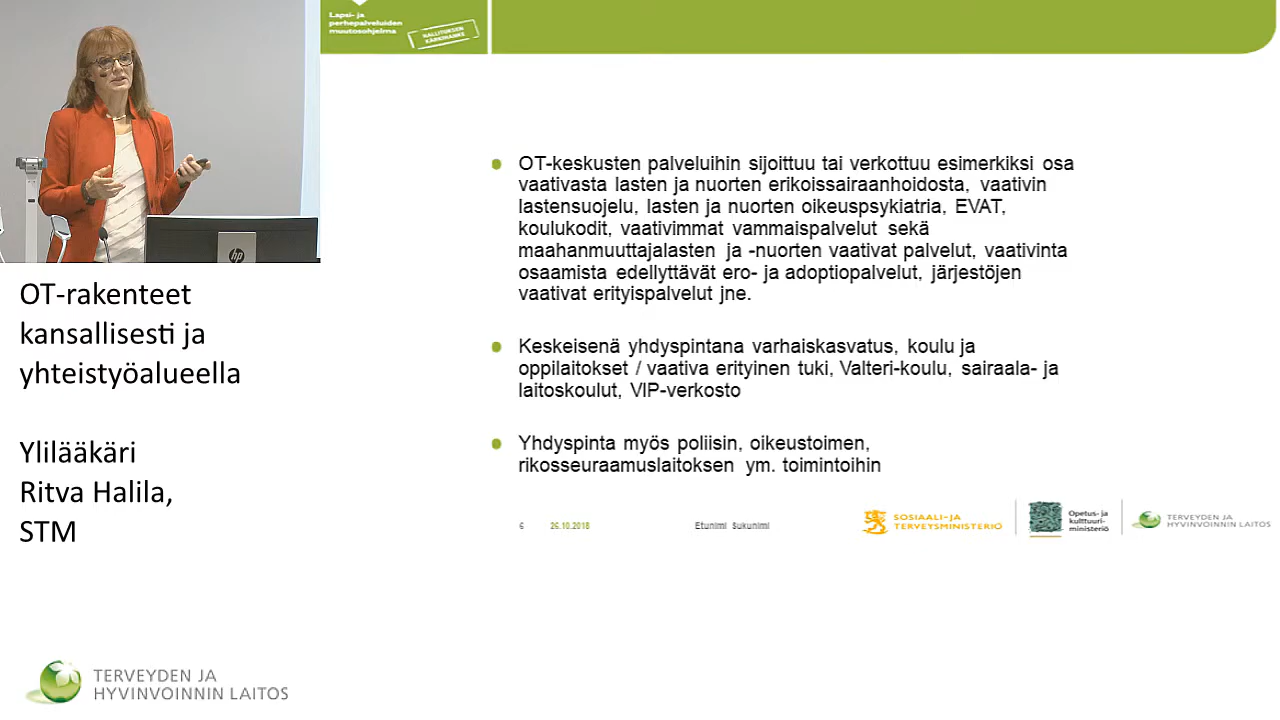 Lapsi- ja
perhepalveluiden
muutosohjelma
HALLITUKSEN
KÄRKIHANKE
OT-keskusten palveluihin sijoittuu tai verkottuu esimerkiksi osa
vaativasta lasten ja nuorten erikoissairaanhoidosta, vaativin
lastensuojelu, lasten ja nuorten oikeuspsykiatria, EVAT,
koulukodit, vaativimmat vammaispalvelut sekä
maahanmuuttajalasten ja -nuorten vaativat palvelut, vaativinta
osaamista edellyttävät ero- ja adoptiopalvelut, järjestöjen
vaativat erityispalvelut jne.
Keskeisenä yhdyspintana varhaiskasvatus, koulu ja
oppilaitokset / vaativa erityinen tuki, Valteri-koulu, sairaala- ja
laitoskoulut, VIP-verkosto
Yhdyspinta myös poliisin, oikeustoimen,
rikosseuraamuslaitoksen ym. toimintoihin
6 26.10.2018 Etunimi Sukunimi
SOSIAALI- JA
TERVEYSMINISTERIÖ
Opetus- ja
kulttuuri-
ministeriö
TERVEYDEN JA
HYVINVOINNIN LAITOS
hp
OT-rakenteet
kansallisesti ja
yhteistyöalueella
Ylilääkäri
Ritva Halila,
STM
TERVEYDEN JA
HYVINVOINNIN LAITOS